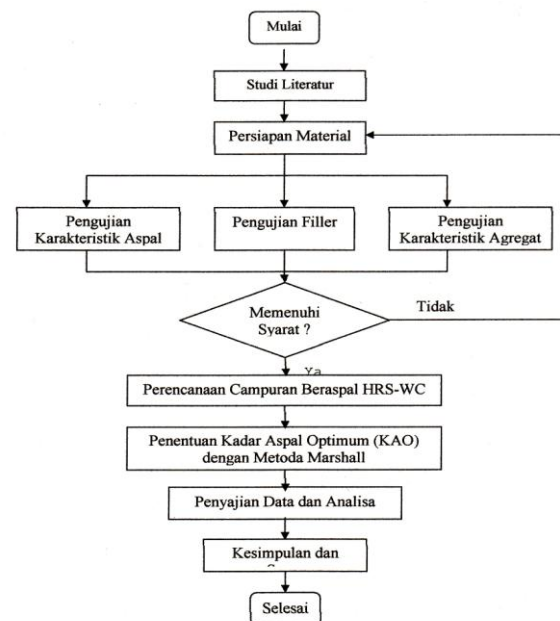 Mulai
Studi Literatur
Persiapan Material
Pengujian
Karakteristik Aspal
Pengujian Filler
Pengujian
Karakteristik Agregat
Memenuhi
Syarat ?
Tidak
Ya
Perencanaan Campuran Beraspal HRS-WC
Penentuan Kadar Aspal Optimum (KAO)
dengan Metoda Marshall
Penyajian Data dan Analisa
Kesimpulan dan
Selesai